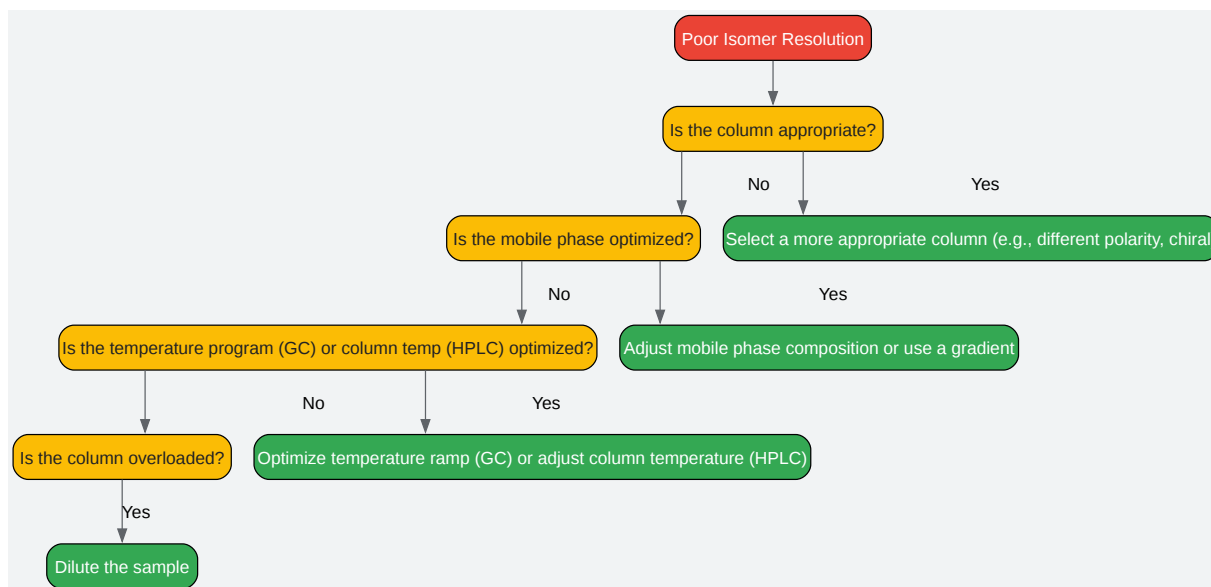 Poor Isomer Resolution
Is the column appropriate?
No
Yes
Is the mobile phase optimized?
Select a more appropriate column (e.g., different polarity, chiral
No
Yes
Is the temperature program (GC) or column temp (HPLC) optimized?
Adjust mobile phase composition or use a gradient
No
Yes
Is the column overloaded?
Optimize temperature ramp (GC) or adjust column temperature (HPLC)
Yes
Dilute the sample